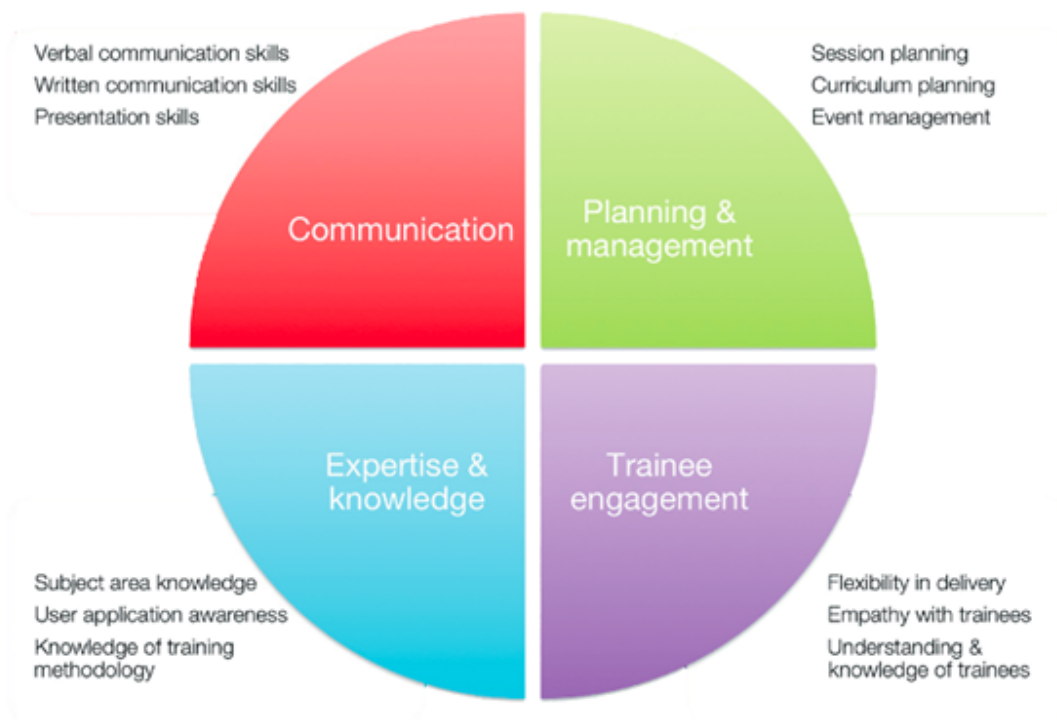 Verbal communication skills
Written communication skills
Presentation skills
Communication
Planning &
management
Session planning
Curriculum planning
Event management
Expertise &
knowledge
Subject area knowledge
User application awareness
Knowledge of training
methodology
Trainee
engagement
Flexibility in delivery
Empathy with trainees
Understanding &
knowledge of trainees